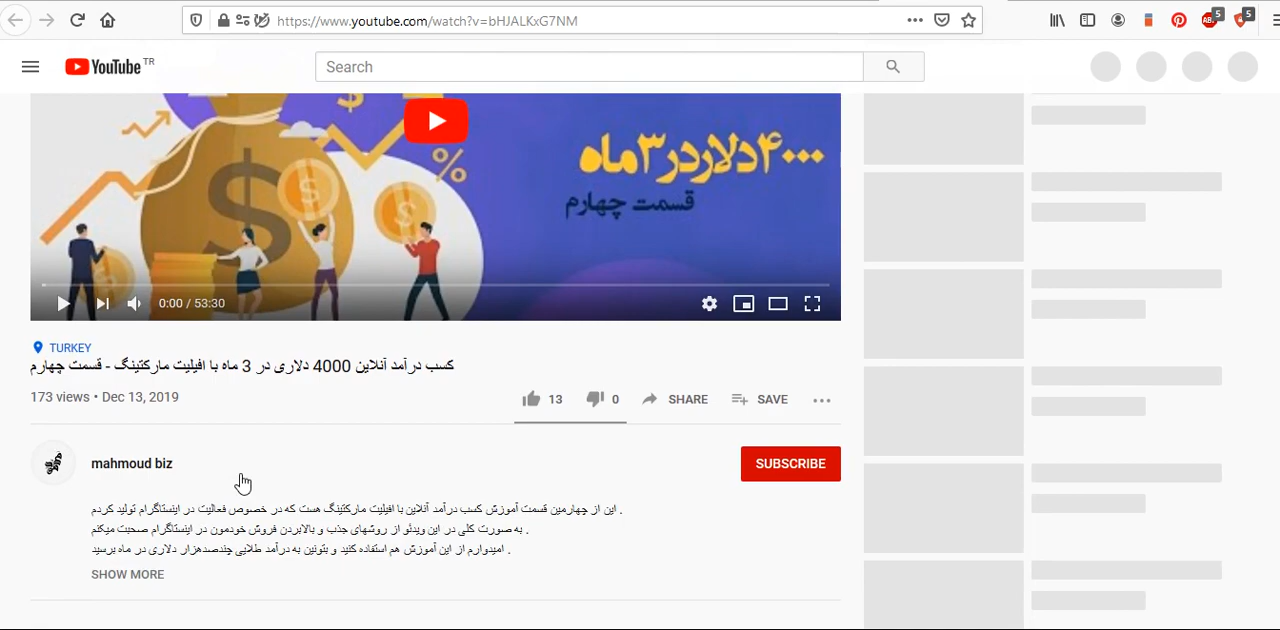 https://www.youtube.com/watch?v=bHJALKxG7NM
5
5
YouTube TR
Search
۴۰۰۰دلاردر۳ماه
قسمت چهارم
%
0:00 / 53:30
TURKEY
کسب درآمد آنلاین 4000 دلاری در 3 ماه با افیلیت مارکتینگ - قسمت چهارم
173 views • Dec 13, 2019
13
0
SHARE
SAVE
mahmoud biz
SUBSCRIBE
این از چهارمین قسمت آموزش کسب درآمد آنلاین با افیلیت مارکتینگ هست که در خصوص فعالیت در اینستاگرام تولید کردم .
به صورت کلی در این ویدئو از روشهای جذب و بالابردن فروش خودمون در اینستاگرام صحبت میکنم .
امیدوارم از این آموزش هم استفاده کنید و بتونین به درآمد طلایی چندصدهزار دلاری در ماه برسید .
SHOW MORE